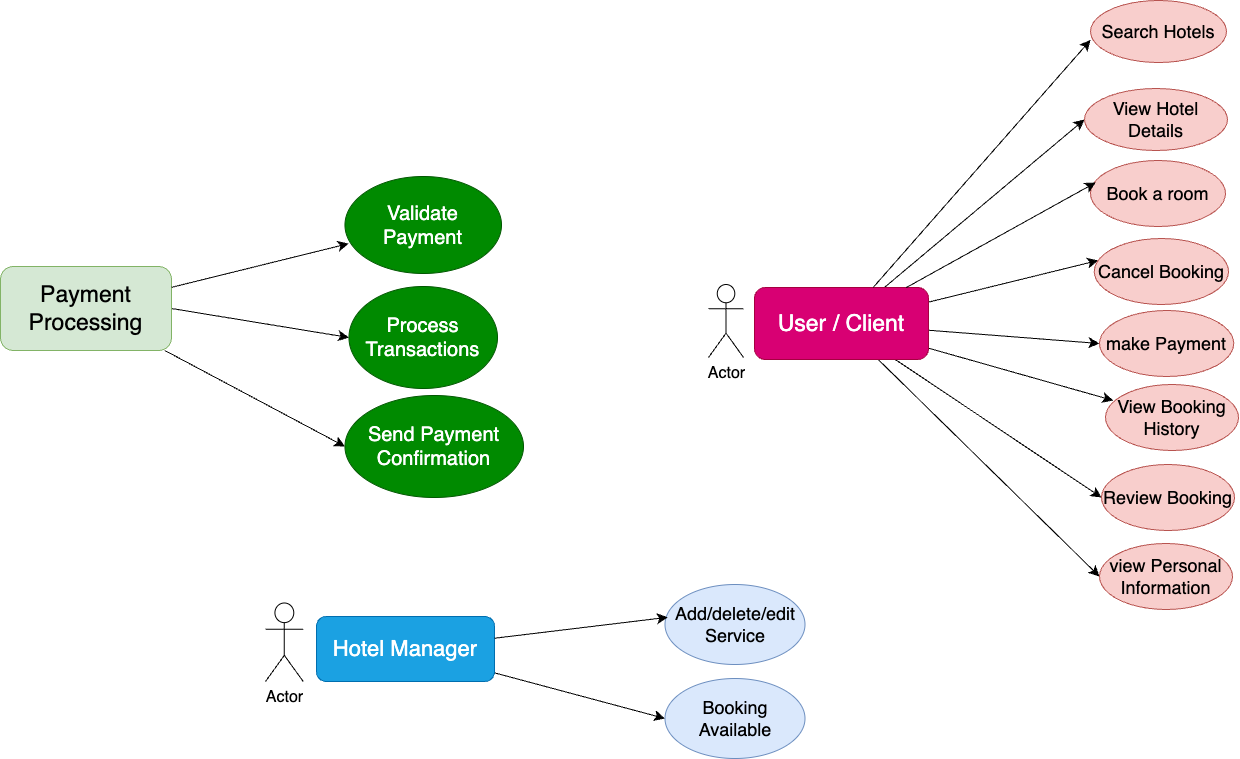 Search Hotels
View Hotel
Details
Book a room
Cancel Booking
make Payment
View Booking
History
Review Booking
view Personal
Information
User / Client
Actor
Validate
Payment
Process
Transactions
Send Payment
Confirmation
Payment
Processing
Actor
Hotel Manager
Add/delete/edit
Service
Booking
Available